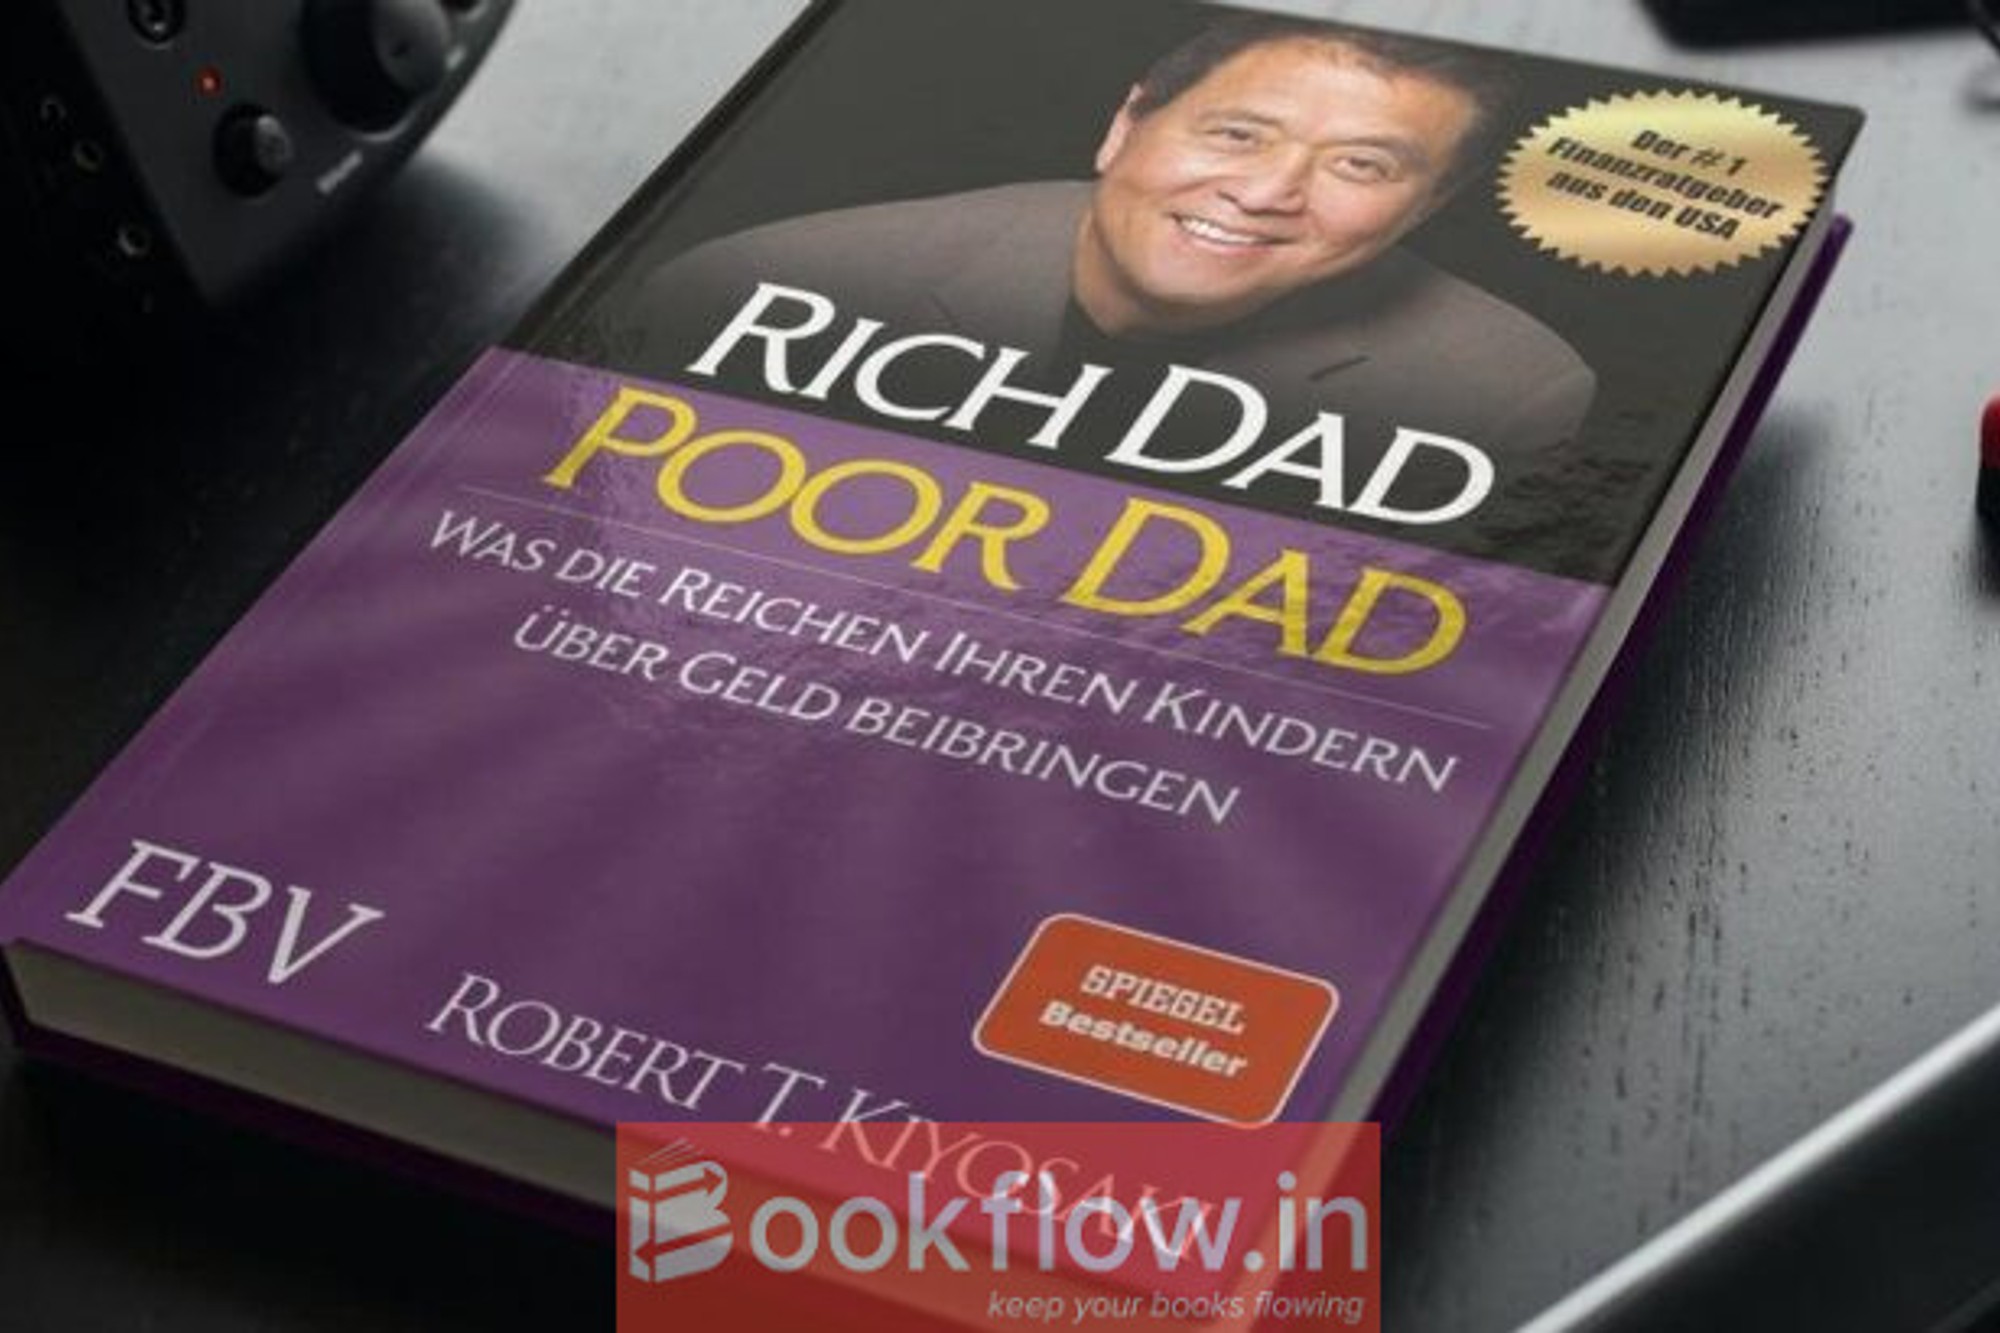 Der #1
Finanzratgeber
aus den USA
RICH DAD
POOR DAD
WAS DIE REICHEN IHREN KINDERN
ÜBER GELD BEIBRINGEN
FBV
SPIEGEL
Bestseller
ROBERT T. KIYOSAKI
Bookflow.in
keep your books flowing